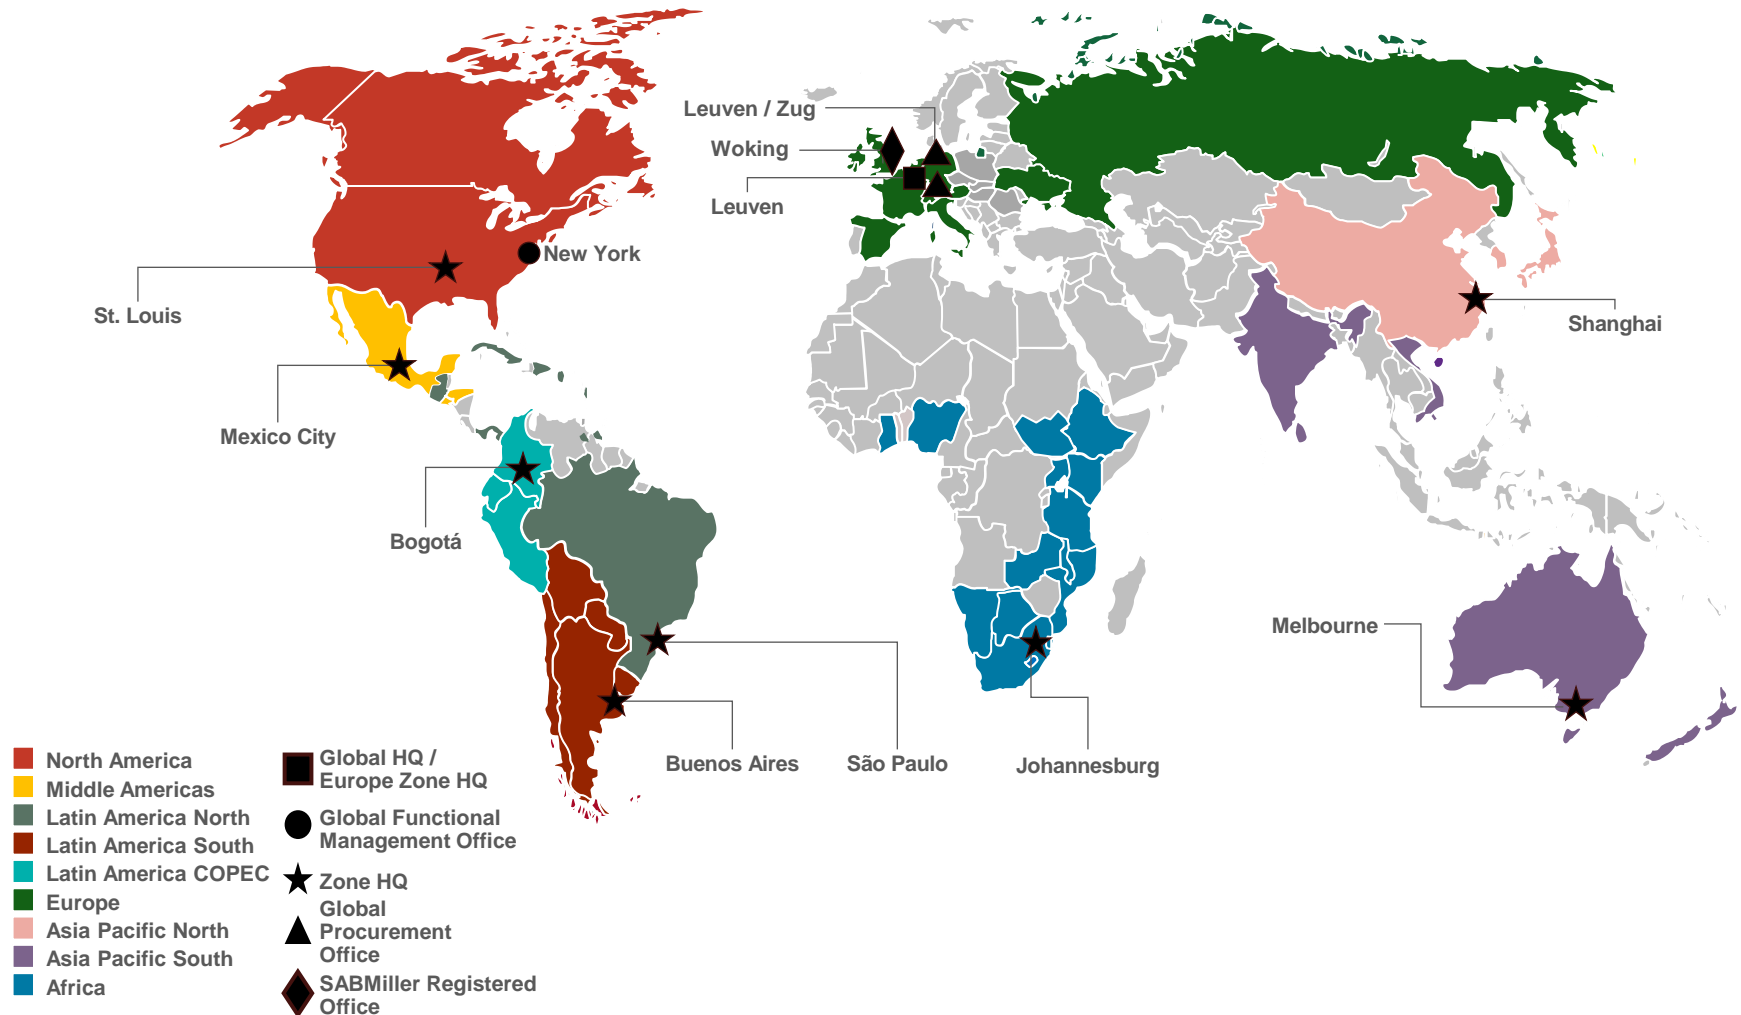 Leuven / Zug
Woking
Leuven
New York
St. Louis
Shanghai
Mexico City
Bogotá
Melbourne
Buenos Aires
São Paulo
Johannesburg
North America
Middle Americas
Latin America North
Latin America South
Latin America COPEC
Europe
Asia Pacific North
Asia Pacific South
Africa
Global HQ /
Europe Zone HQ
Global Functional
Management Office
Zone HQ
Global
Procurement
Office
SABMiller Registered
Office